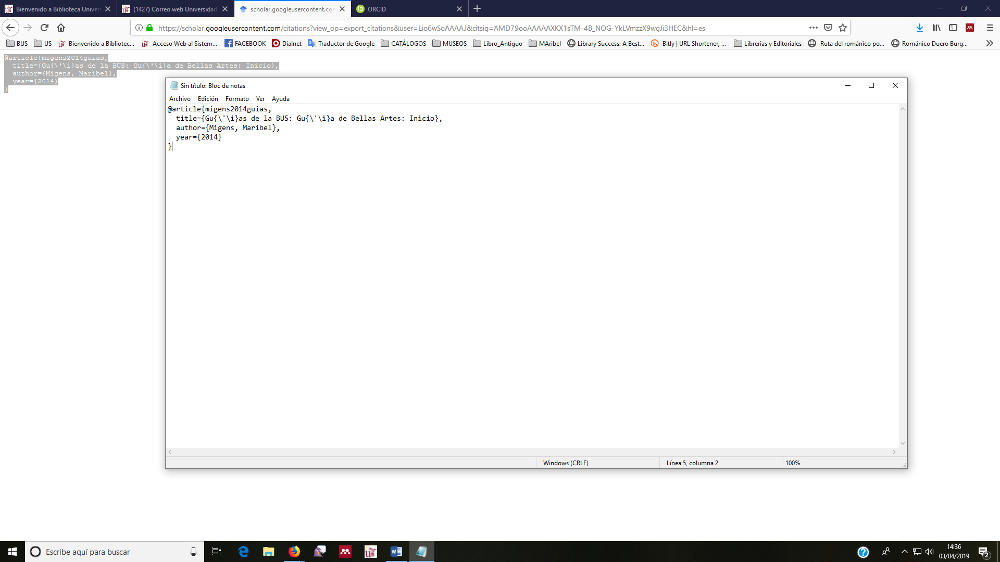 Bienvenido a Biblioteca Univers
(1427) Correo web Universidad
scholar.googleusercontent.com
ORCID
https://scholar.googleusercontent.com/citations?view_op=export_citations&user=Lio6wSoAAAAJ&citsig=AMD79ooAAAAAXKX1sTM-4B_NOG-YkLVmzzX9wgJi3HEC&hl=es
BUS
US
Bienvenido a Bibliotec...
Acceso Web al Sistem...
FACEBOOK
Dialnet
Traductor de Google
CATÁLOGOS
MUSEOS
Libro_Antiguo
MAribel
Library Success: A Best...
Bitly | URL Shortener, ...
Librerias y Editoriales
Ruta del románico po...
Románico Duero Burg...
@article{migens2014guias,
title={Gu{\'\i}as de la BUS: Gu{\'\i}a de Bellas Artes: Inicio},
author={Migens, Maribel},
year={2014}
}
Sin título: Bloc de notas
Archivo Edición Formato Ver Ayuda
@article{migens2014guias,
title={Gu{\'\i}as de la BUS: Gu{\'\i}a de Bellas Artes: Inicio},
author={Migens, Maribel},
year={2014}
}
Windows (CRLF)
Línea 5, columna 2
100%
Escribe aquí para buscar
14:36
03/04/2019
2